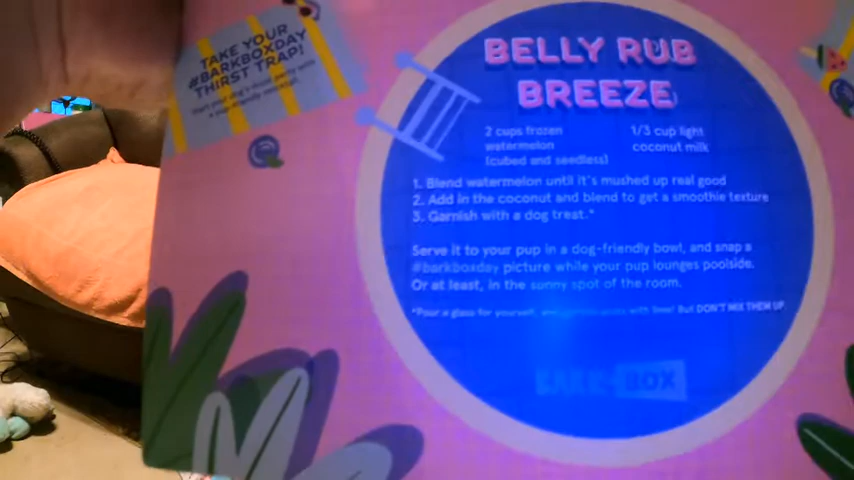 TAKE YOUR
#BARKBOXDAY
THIRST TRAP!
BELLY RUB
BREEZE
2 cups frozen
watermelon
(cubed and seedless)
1/3 cup light
coconut milk
1. Blend watermelon until it's mushed up real good
2. Add in the coconut and blend to get a smoothie texture
3. Garnish with a dog treat.*
Serve it to your pup in a dog-friendly bowl, and snap a
#barkboxday picture while your pup lounges poolside.
Or at least, in the sunny spot of the room.
*Pour a glass for yourself, with But DON'T MIX THEM UP
BOX